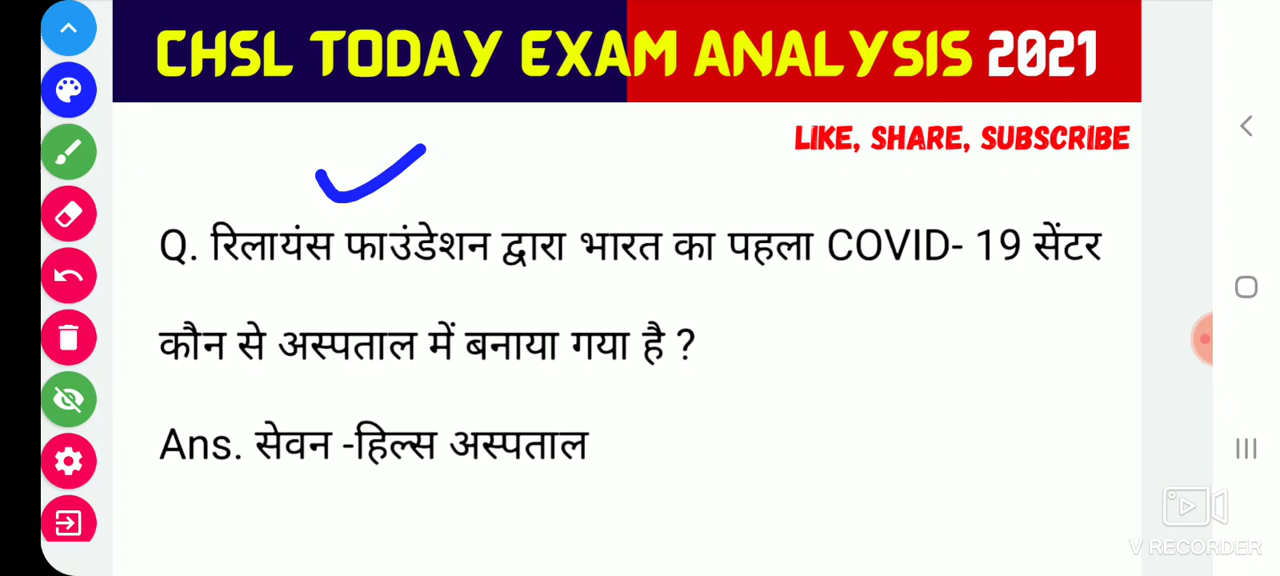 CHSL TODAY EXAM ANALYSIS 2021
LIKE, SHARE, SUBSCRIBE
Q. रिलायंस फाउंडेशन द्वारा भारत का पहला COVID- 19 सेंटर
कौन से अस्पताल में बनाया गया है ?
Ans. सेवन -हिल्स अस्पताल
V RECORDER